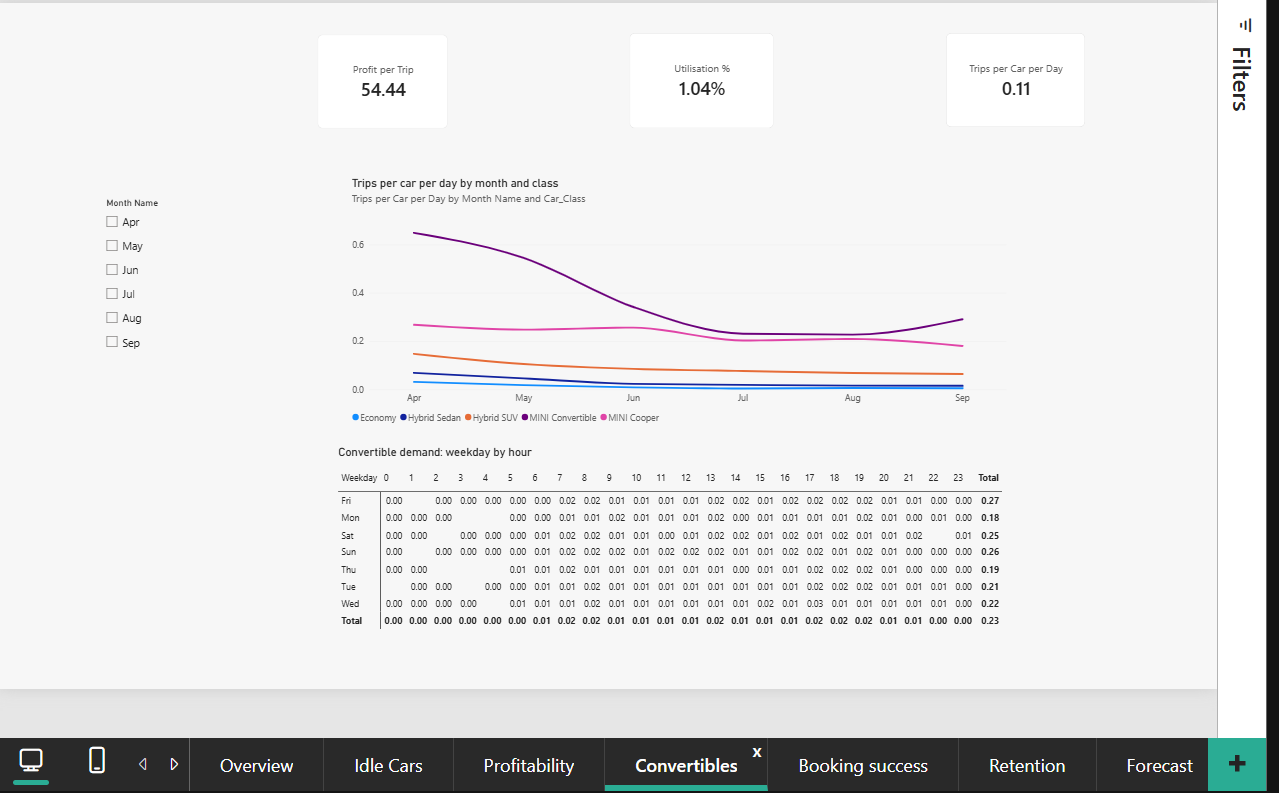 Filters
Profit per Trip
54.44
Utilisation %
1.04%
Trips per Car per Day
0.11
Month Name
Apr
May
Jun
Jul
Aug
Sep
Trips per car per day by month and class
Trips per Car per Day by Month Name and Car_Class
0.6
0.4
0.2
0.0
Apr May Jun Jul Aug Sep
Economy Hybrid Sedan Hybrid SUV MINI Convertible MINI Cooper
Convertible demand: weekday by hour
Weekday 0 1 2 3 4 5 6 7 8 9 10 11 12 13 14 15 16 17 18 19 20 21 22 23 Total
Fri 0.00 0.00 0.00 0.00 0.00 0.00 0.02 0.02 0.01 0.01 0.01 0.01 0.02 0.02 0.01 0.02 0.02 0.02 0.02 0.01 0.01 0.00 0.00 0.27
Mon 0.00 0.00 0.00 0.00 0.00 0.01 0.01 0.02 0.01 0.01 0.01 0.02 0.00 0.01 0.01 0.01 0.01 0.02 0.01 0.00 0.01 0.00 0.18
Sat 0.00 0.00 0.00 0.00 0.00 0.01 0.02 0.02 0.01 0.01 0.00 0.01 0.02 0.02 0.01 0.02 0.01 0.02 0.01 0.01 0.02 0.01 0.25
Sun 0.00 0.00 0.00 0.00 0.00 0.01 0.02 0.02 0.02 0.01 0.02 0.02 0.02 0.01 0.01 0.02 0.02 0.01 0.02 0.01 0.00 0.00 0.00 0.26
Thu 0.00 0.00 0.01 0.01 0.02 0.01 0.01 0.01 0.01 0.01 0.01 0.00 0.01 0.01 0.02 0.02 0.02 0.01 0.00 0.00 0.00 0.19
Tue 0.00 0.00 0.00 0.00 0.01 0.01 0.02 0.01 0.01 0.01 0.01 0.01 0.01 0.01 0.01 0.02 0.02 0.02 0.01 0.01 0.01 0.00 0.21
Wed 0.00 0.00 0.00 0.00 0.01 0.01 0.01 0.02 0.01 0.01 0.01 0.01 0.01 0.01 0.02 0.01 0.03 0.01 0.01 0.01 0.01 0.01 0.00 0.22
Total 0.00 0.00 0.00 0.00 0.00 0.00 0.01 0.02 0.02 0.01 0.01 0.01 0.01 0.02 0.01 0.01 0.01 0.02 0.02 0.02 0.01 0.01 0.00 0.00 0.23
Overview Idle Cars Profitability Convertibles x Booking success Retention Forecast +